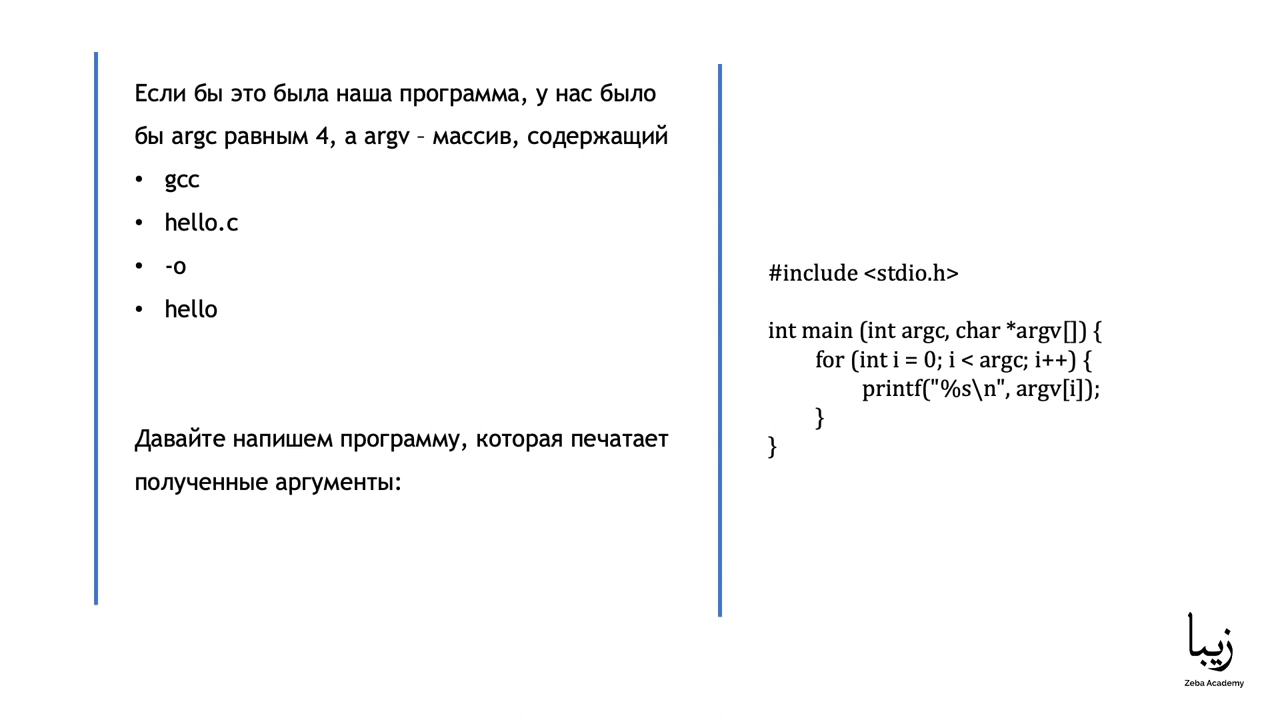 Если бы это была наша программа, у нас было
бы argc равным 4, а argv – массив, содержащий
• gcc
• hello.c
• -o
• hello
Давайте напишем программу, которая печатает
полученные аргументы:
#include <stdio.h>
int main (int argc, char *argv[]) {
for (int i = 0; i < argc; i++) {
printf("%s\n", argv[i]);
}
}
زیبا
Zeba Academy